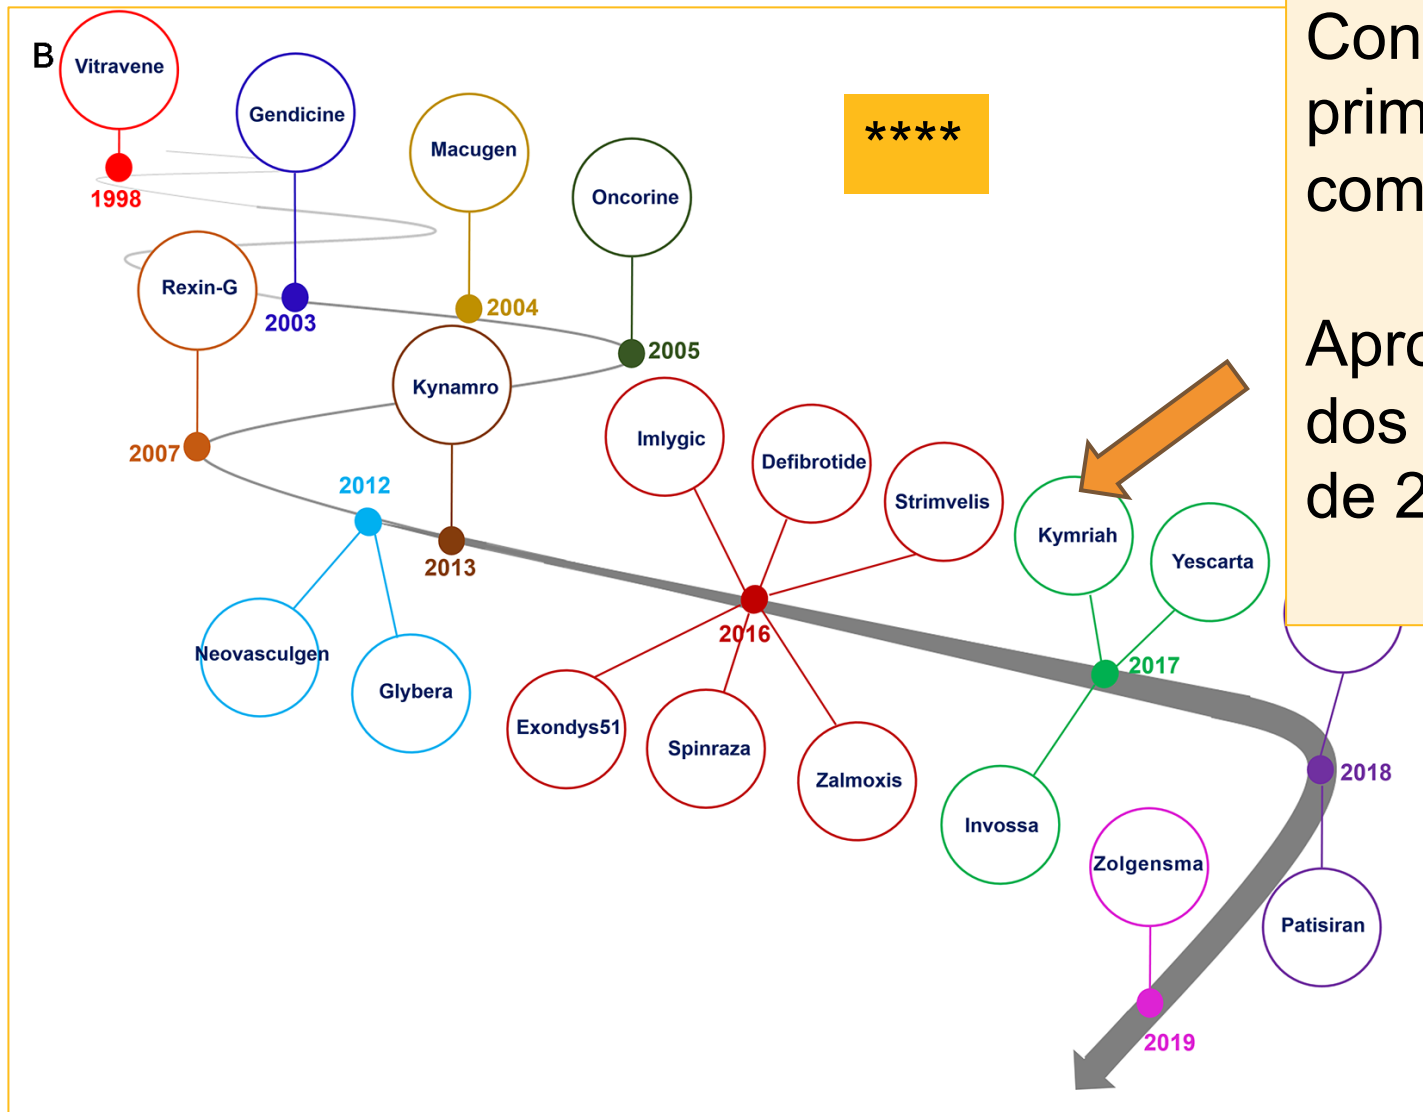 B
Vitravene
1998
Gendicine
2003
Macugen
2004
Oncorine
2005
****
Con
prim
com
Apro
dos
de 2
Rexin-G
2007
Kynamro
2013
2012
Neovasculgen
Glybera
Imlygic
Defibrotide
Strimvelis
2016
Exondys51
Spinraza
Zalmoxis
Kymriah
Yescarta
2017
Invossa
2018
Patisiran
Zolgensma
2019